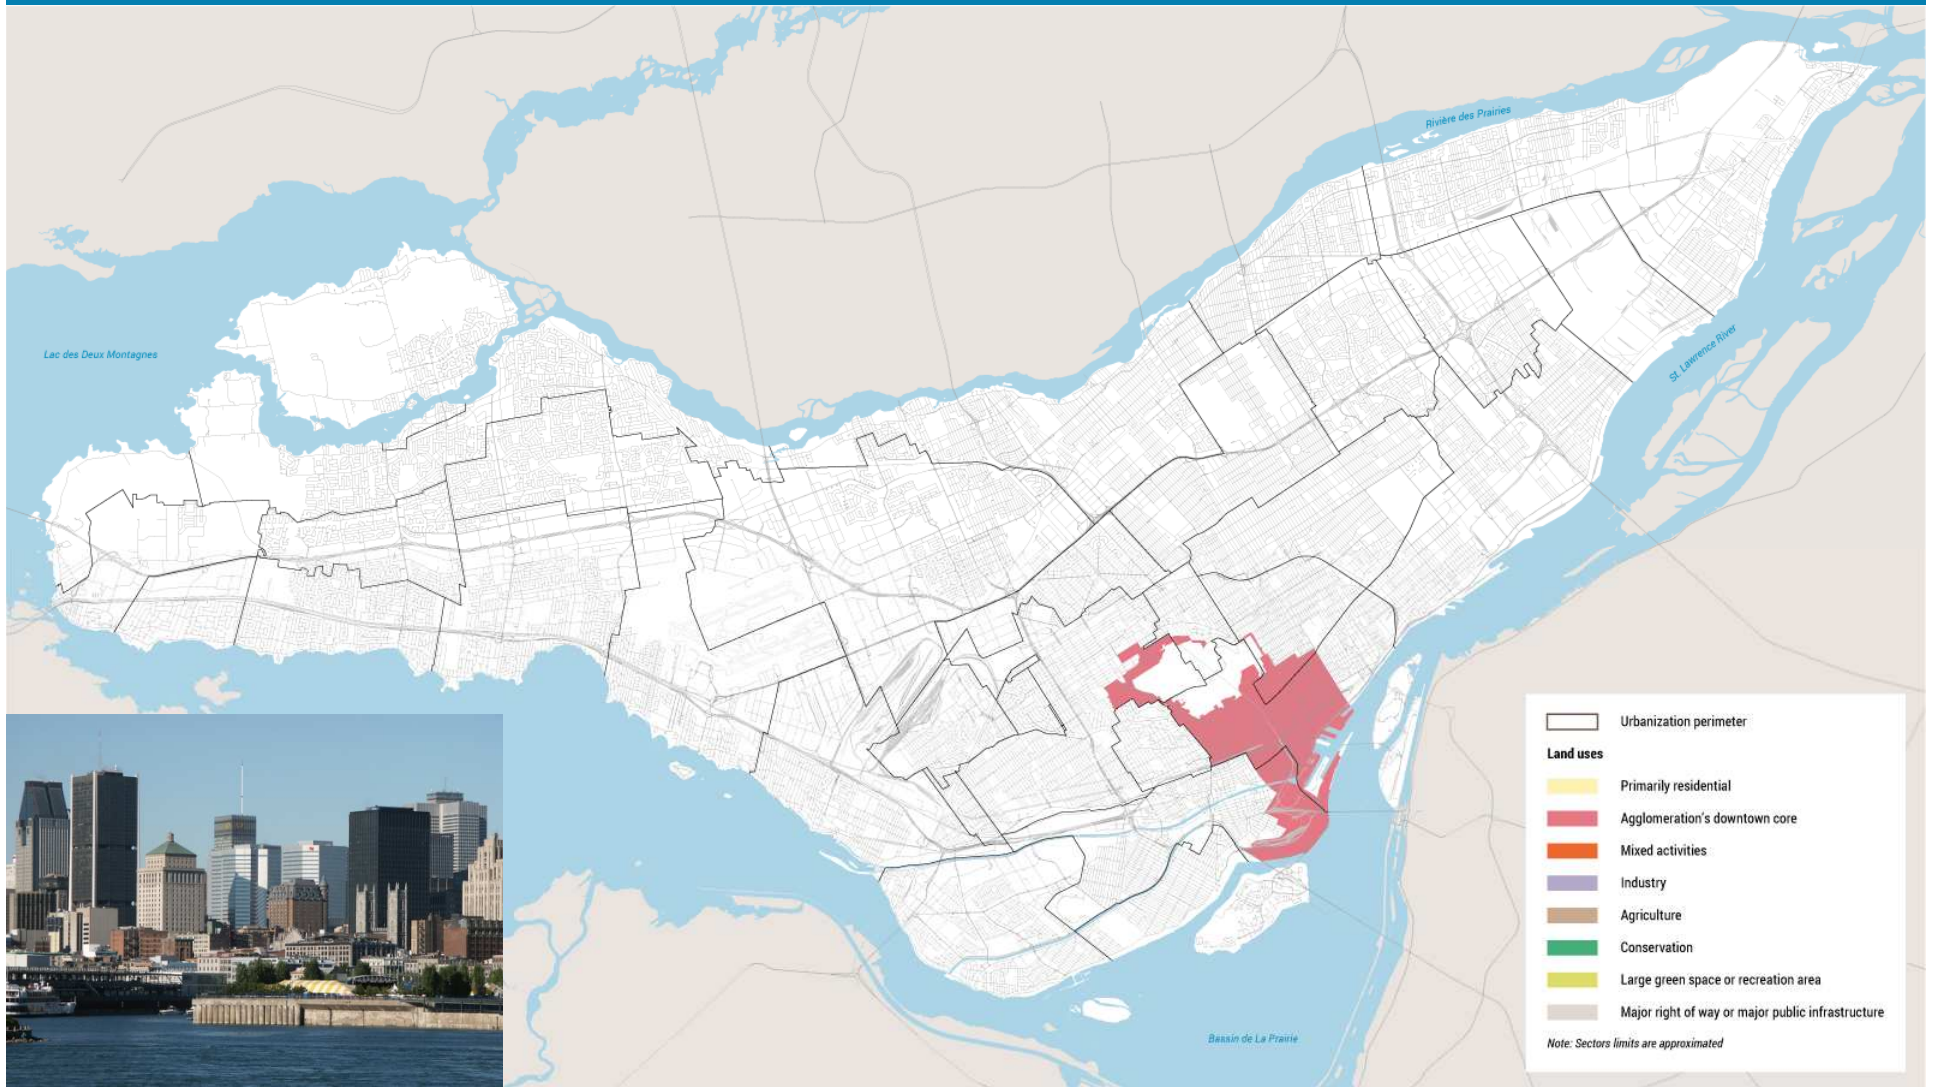 Rivière des Prairies
Lac des Deux Montagnes
St. Lawrence River
Urbanization perimeter
Land uses
Primarily residential
Agglomeration's downtown core
Mixed activities
Industry
Agriculture
Conservation
Large green space or recreation area
Major right of way or major public infrastructure
Note: Sectors limits are approximated
Bassin de La Prairie